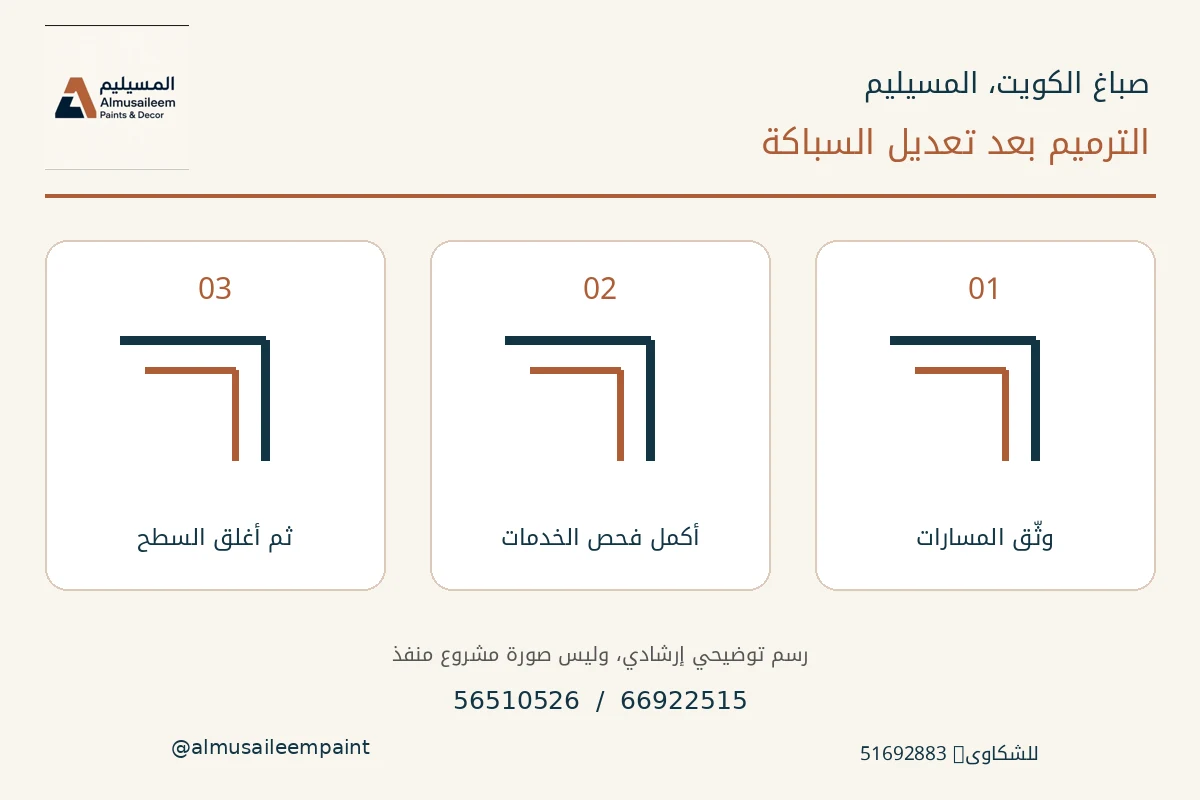 المسيليم
Almusaileem
Paints & Decor
صباغ الكويت، المسيليم
الترميم بعد تعديل السباكة
01
وثّق المسارات
02
أكمل فحص الخدمات
03
ثم أغلق السطح
رسم توضيحي إرشادي، وليس صورة مشروع منفذ
56510526 / 66922515
للشكاوى 51692883
@almusaileempaint